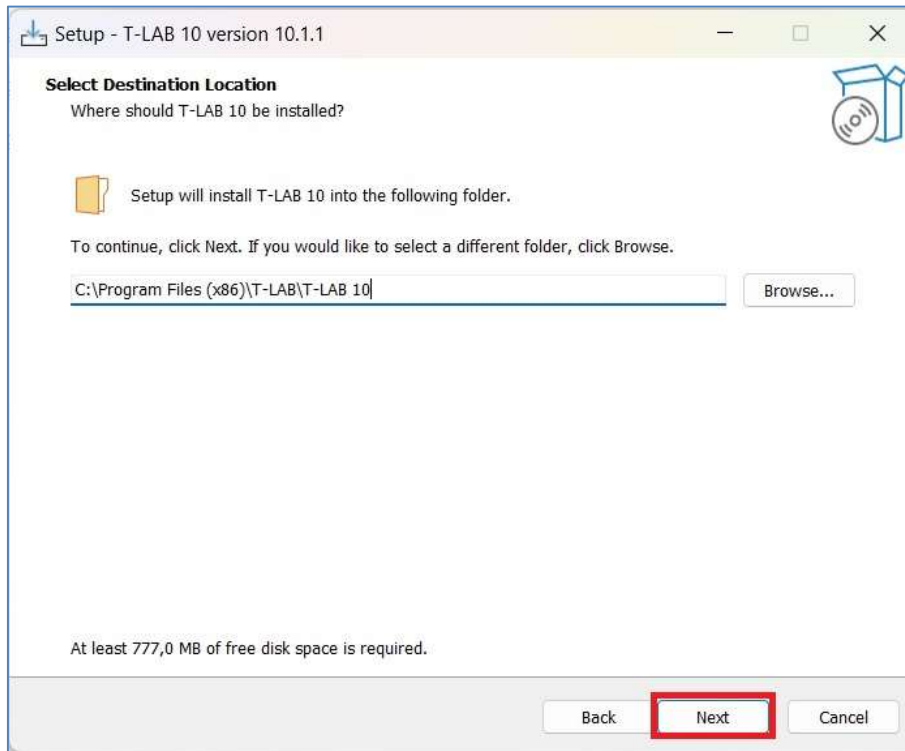 Setup - T-LAB 10 version 10.1.1
Select Destination Location
Where should T-LAB 10 be installed?
Setup will install T-LAB 10 into the following folder.
To continue, click Next. If you would like to select a different folder, click Browse.
C:\Program Files (x86)\T-LAB\T-LAB 10
Browse...
At least 777,0 MB of free disk space is required.
Back
Next
Cancel